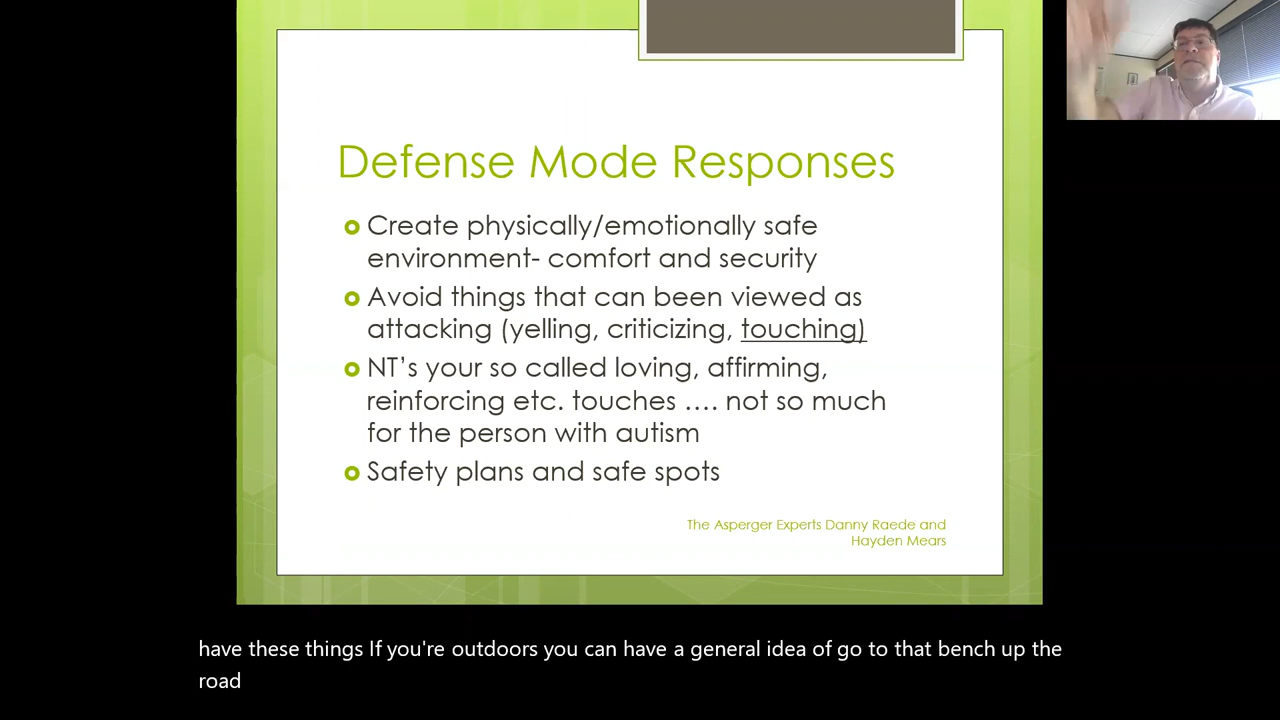 Defense Mode Responses
Create physically/emotionally safe
environment- comfort and security
Avoid things that can been viewed as
attacking (yelling, criticizing, touching)
NT's your so called loving, affirming,
reinforcing etc. touches .... not so much
for the person with autism
Safety plans and safe spots
The Asperger Experts Danny Raede and
Hayden Mears
have these things If you're outdoors you can have a general idea of go to that bench up the
road